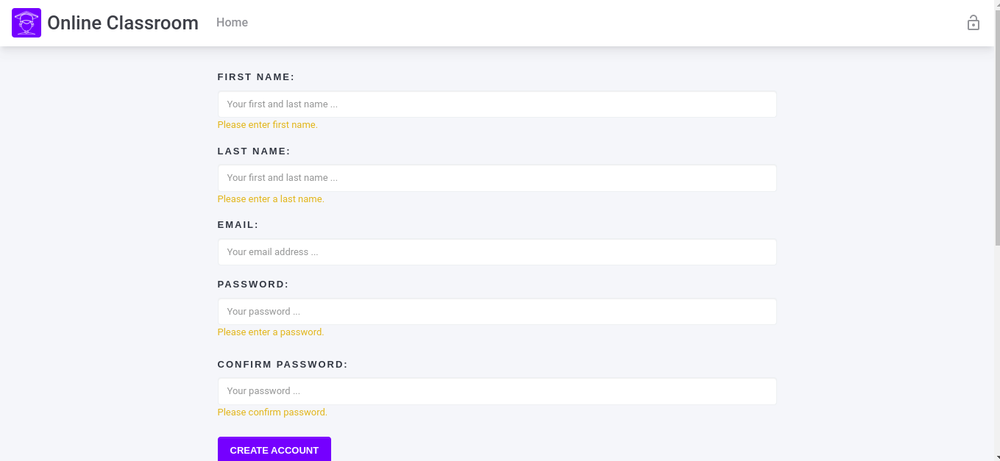 Online Classroom Home
FIRST NAME:
Your first and last name ...
Please enter first name.
LAST NAME:
Your first and last name ...
Please enter a last name.
EMAIL:
Your email address ...
PASSWORD:
Your password ...
Please enter a password.
CONFIRM PASSWORD:
Your password ...
Please confirm password.
CREATE ACCOUNT